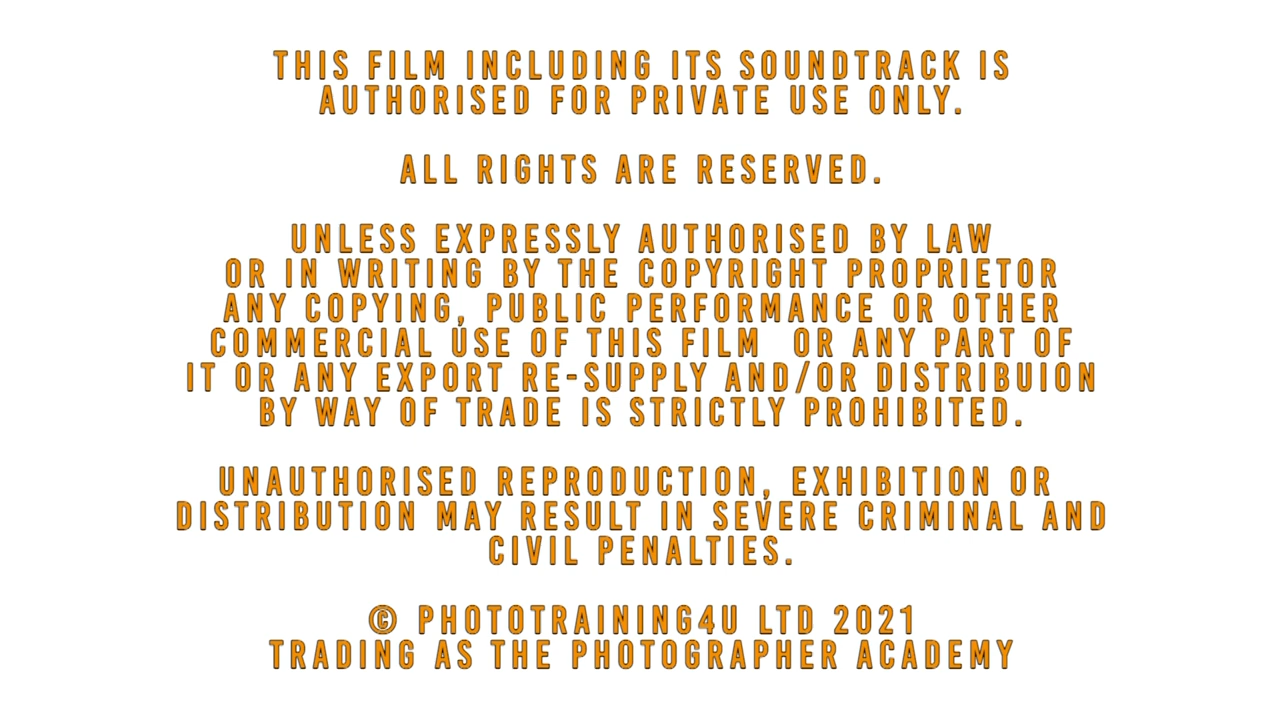 THIS FILM INCLUDING ITS SOUNDTRACK IS
AUTHORISED FOR PRIVATE USE ONLY.
ALL RIGHTS ARE RESERVED.
UNLESS EXPRESSLY AUTHORISED BY LAW
OR IN WRITING BY THE COPYRIGHT PROPRIETOR
ANY COPYING, PUBLIC PERFORMANCE OR OTHER
COMMERCIAL USE OF THIS FILM  OR ANY PART OF
IT OR ANY EXPORT RE-SUPPLY AND/OR DISTRIBUION
BY WAY OF TRADE IS STRICTLY PROHIBITED.
UNAUTHORISED REPRODUCTION, EXHIBITION OR
DISTRIBUTION MAY RESULT IN SEVERE CRIMINAL AND
CIVIL PENALTIES.
© PHOTOTRAINING4U LTD 2021
TRADING AS THE PHOTOGRAPHER ACADEMY